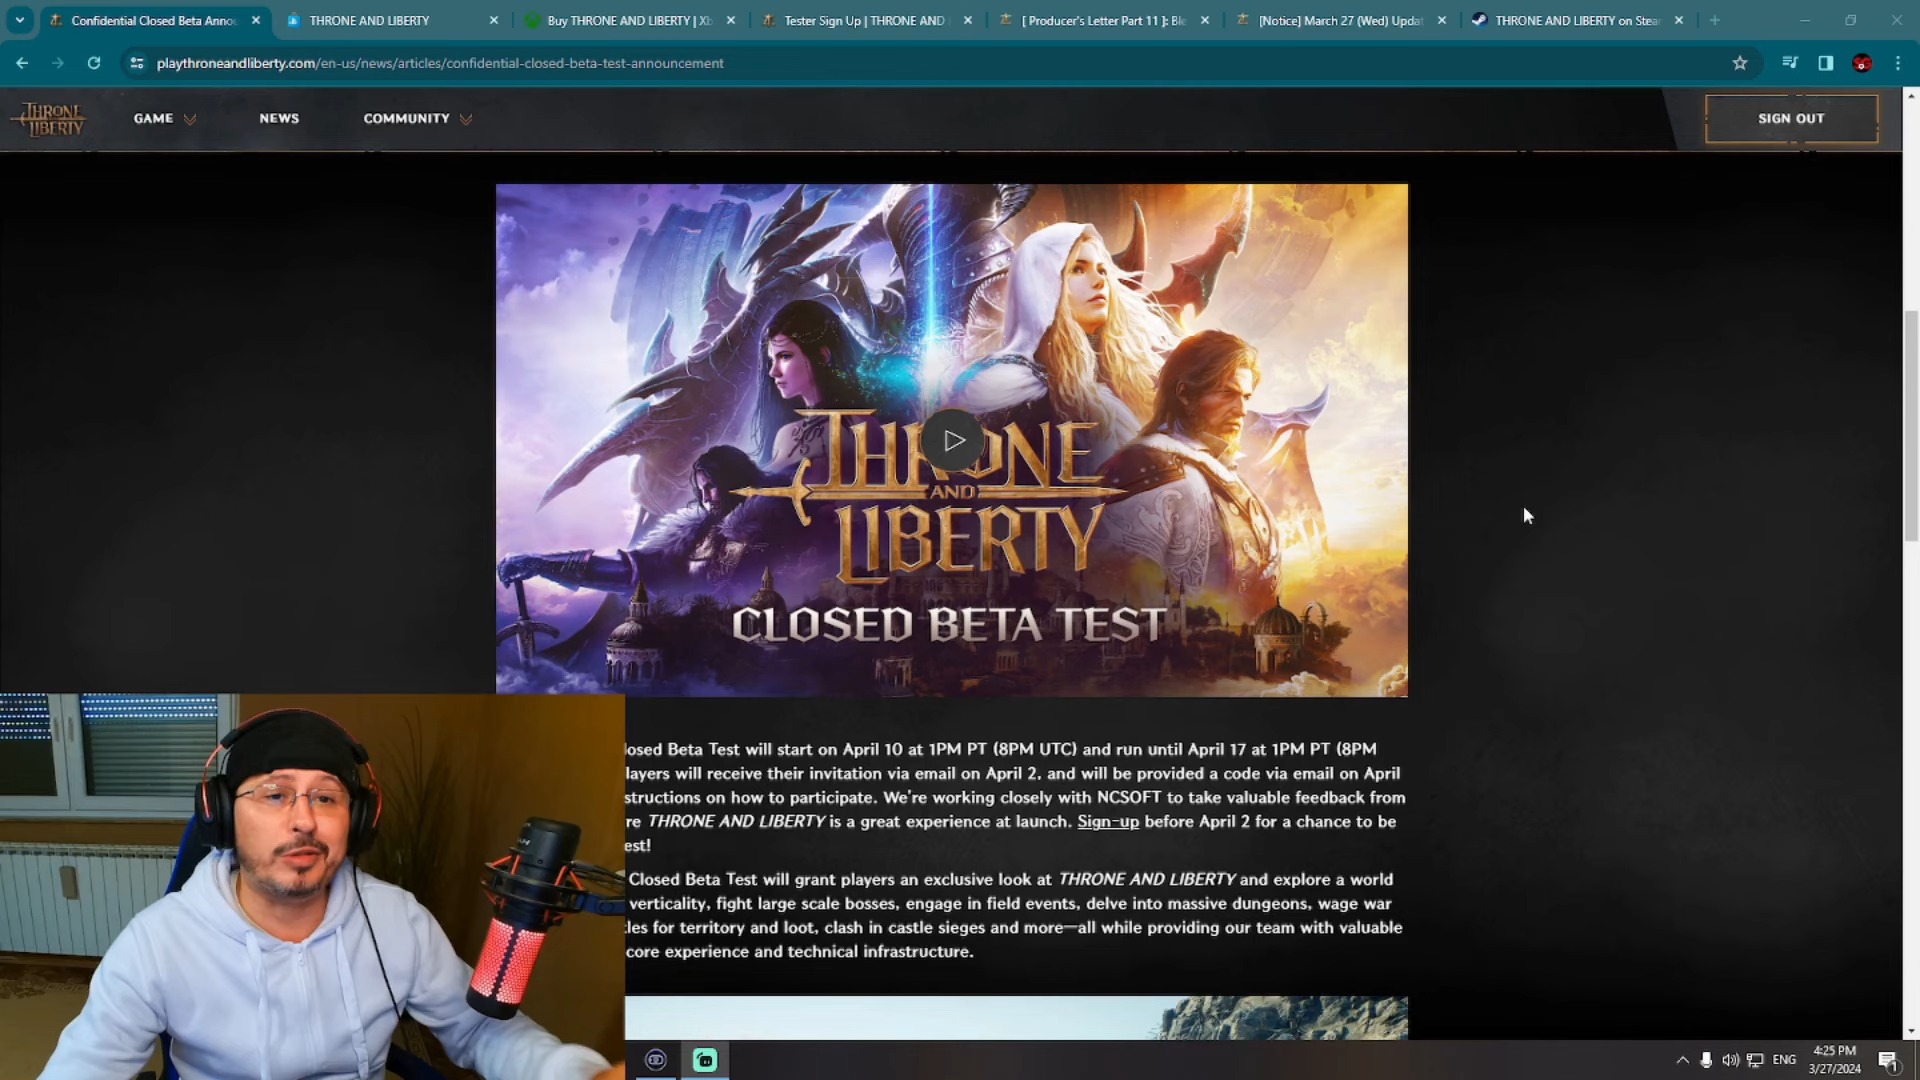 Confidential Closed Beta Annou
THRONE AND LIBERTY
Buy THRONE AND LIBERTY | Xb
Tester Sign Up | THRONE AND
[ Producer's Letter Part 11 ]: Ble
[Notice] March 27 (Wed) Updat
THRONE AND LIBERTY on Stea
playthroneandliberty.com/en-us/news/articles/confidential-closed-beta-test-announcement
THRONE AND LIBERTY
GAME
NEWS
COMMUNITY
SIGN OUT
THRONE
AND
LIBERTY
CLOSED BETA TEST
losed Beta Test will start on April 10 at 1PM PT (8PM UTC) and run until April 17 at 1PM PT (8PM
layers will receive their invitation via email on April 2, and will be provided a code via email on April
structions on how to participate. We're working closely with NCSOFT to take valuable feedback from
re THRONE AND LIBERTY is a great experience at launch. Sign-up before April 2 for a chance to be
est!
Closed Beta Test will grant players an exclusive look at THRONE AND LIBERTY and explore a world
verticality, fight large scale bosses, engage in field events, delve into massive dungeons, wage war
tles for territory and loot, clash in castle sieges and more—all while providing our team with valuable
core experience and technical infrastructure.
ENG
4:25 PM
3/27/2024
1